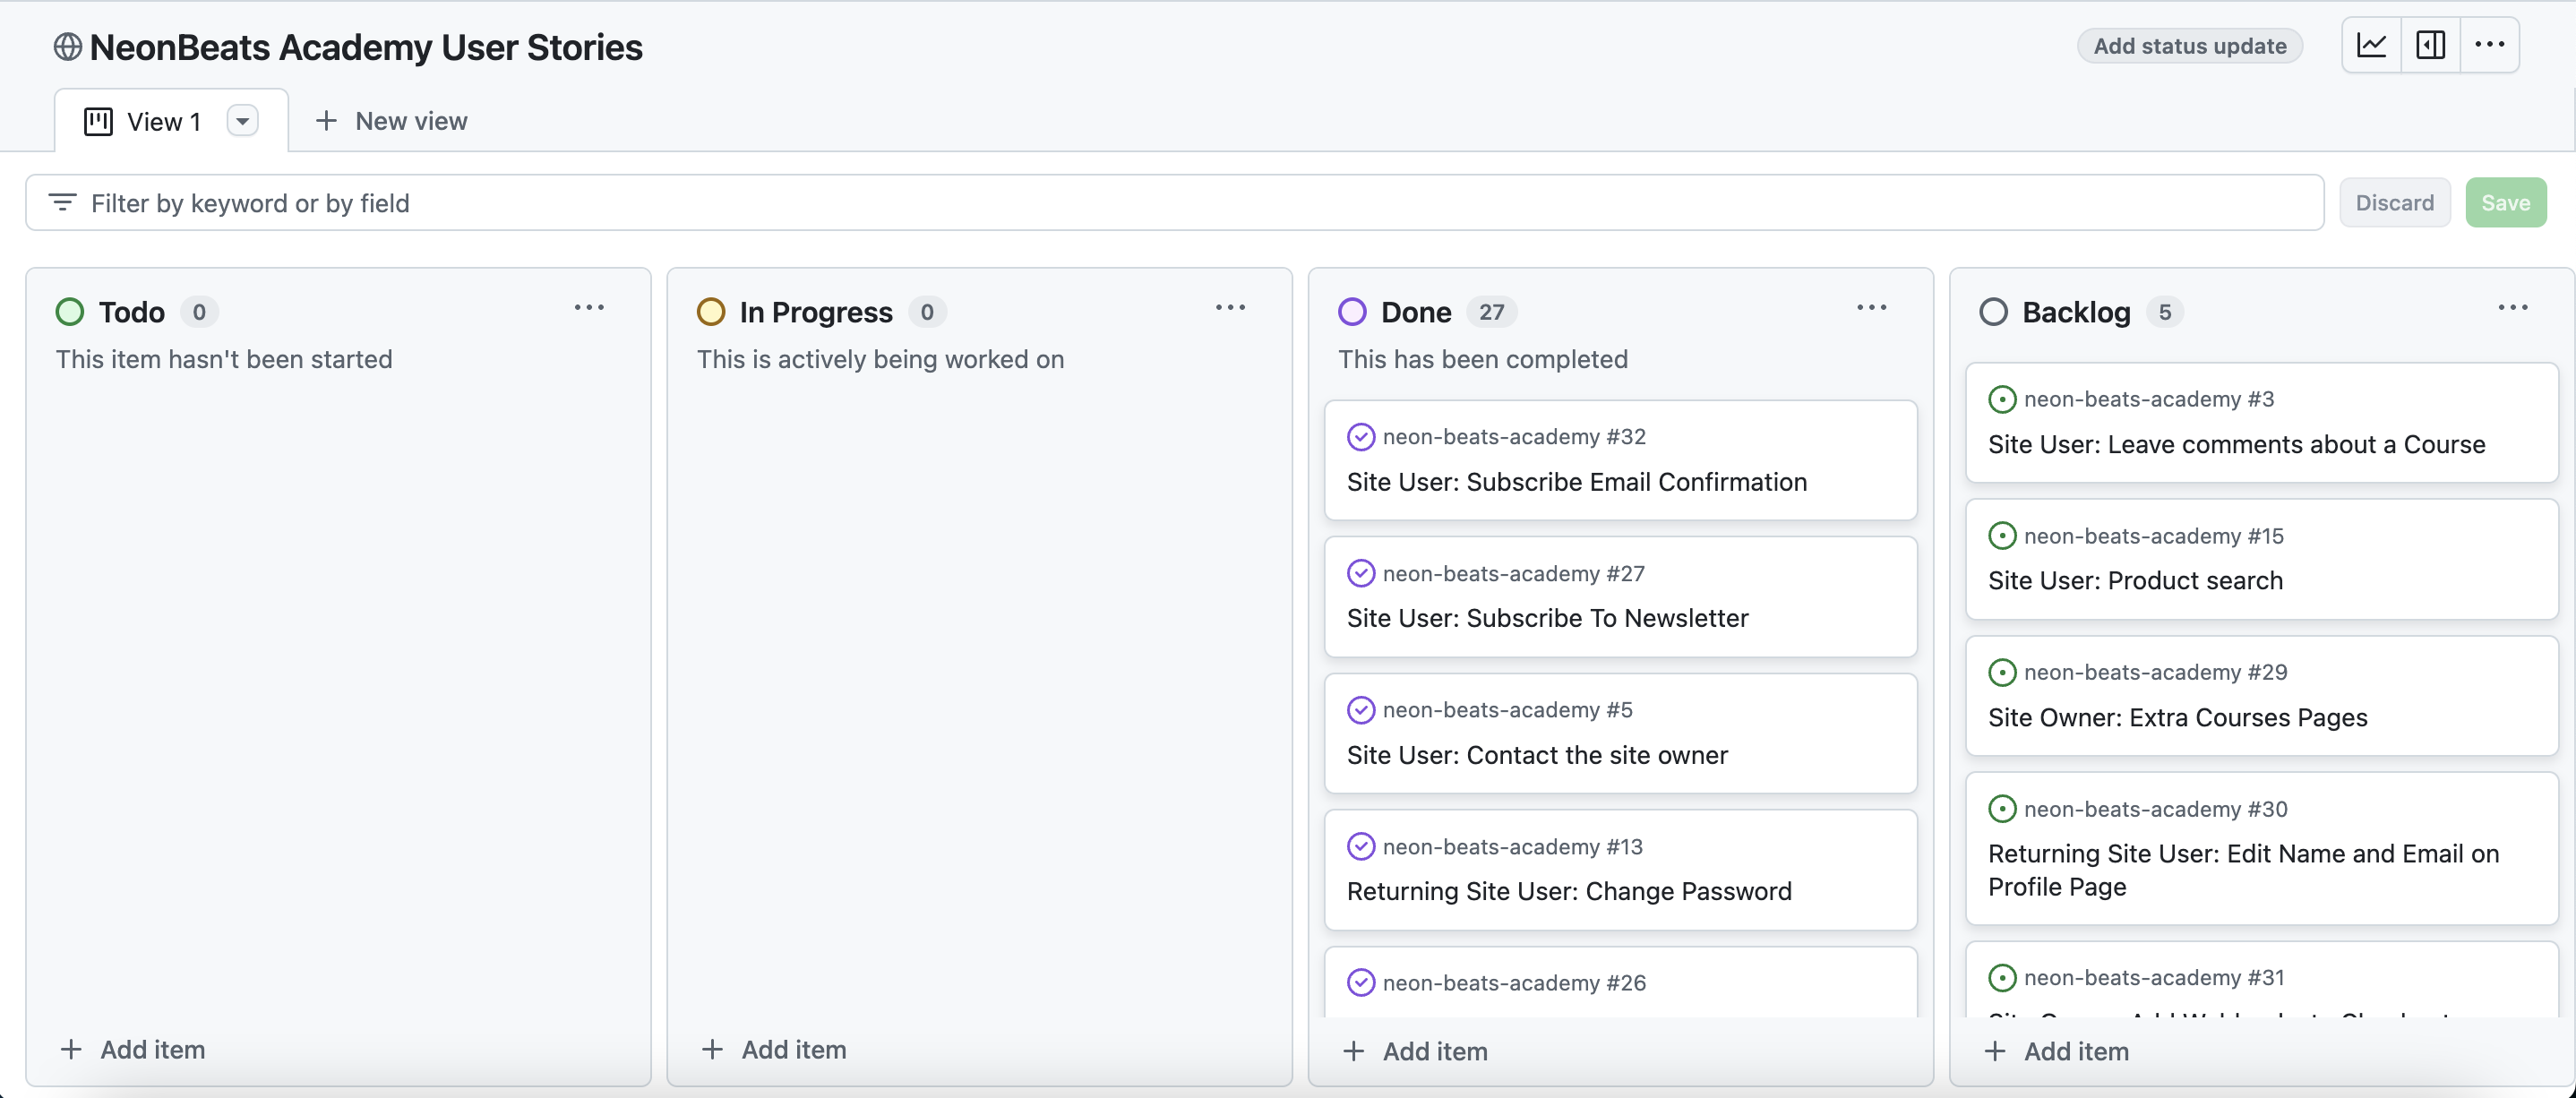 NeonBeats Academy User Stories
Add status update
View 1
New view
Filter by keyword or by field
Discard
Save
Todo 0
This item hasn't been started
Add item
In Progress 0
This is actively being worked on
Add item
Done 27
This has been completed
neon-beats-academy #32
Site User: Subscribe Email Confirmation
neon-beats-academy #27
Site User: Subscribe To Newsletter
neon-beats-academy #5
Site User: Contact the site owner
neon-beats-academy #13
Returning Site User: Change Password
neon-beats-academy #26
Add item
Backlog 5
neon-beats-academy #3
Site User: Leave comments about a Course
neon-beats-academy #15
Site User: Product search
neon-beats-academy #29
Site Owner: Extra Courses Pages
neon-beats-academy #30
Returning Site User: Edit Name and Email on
Profile Page
neon-beats-academy #31
Add item